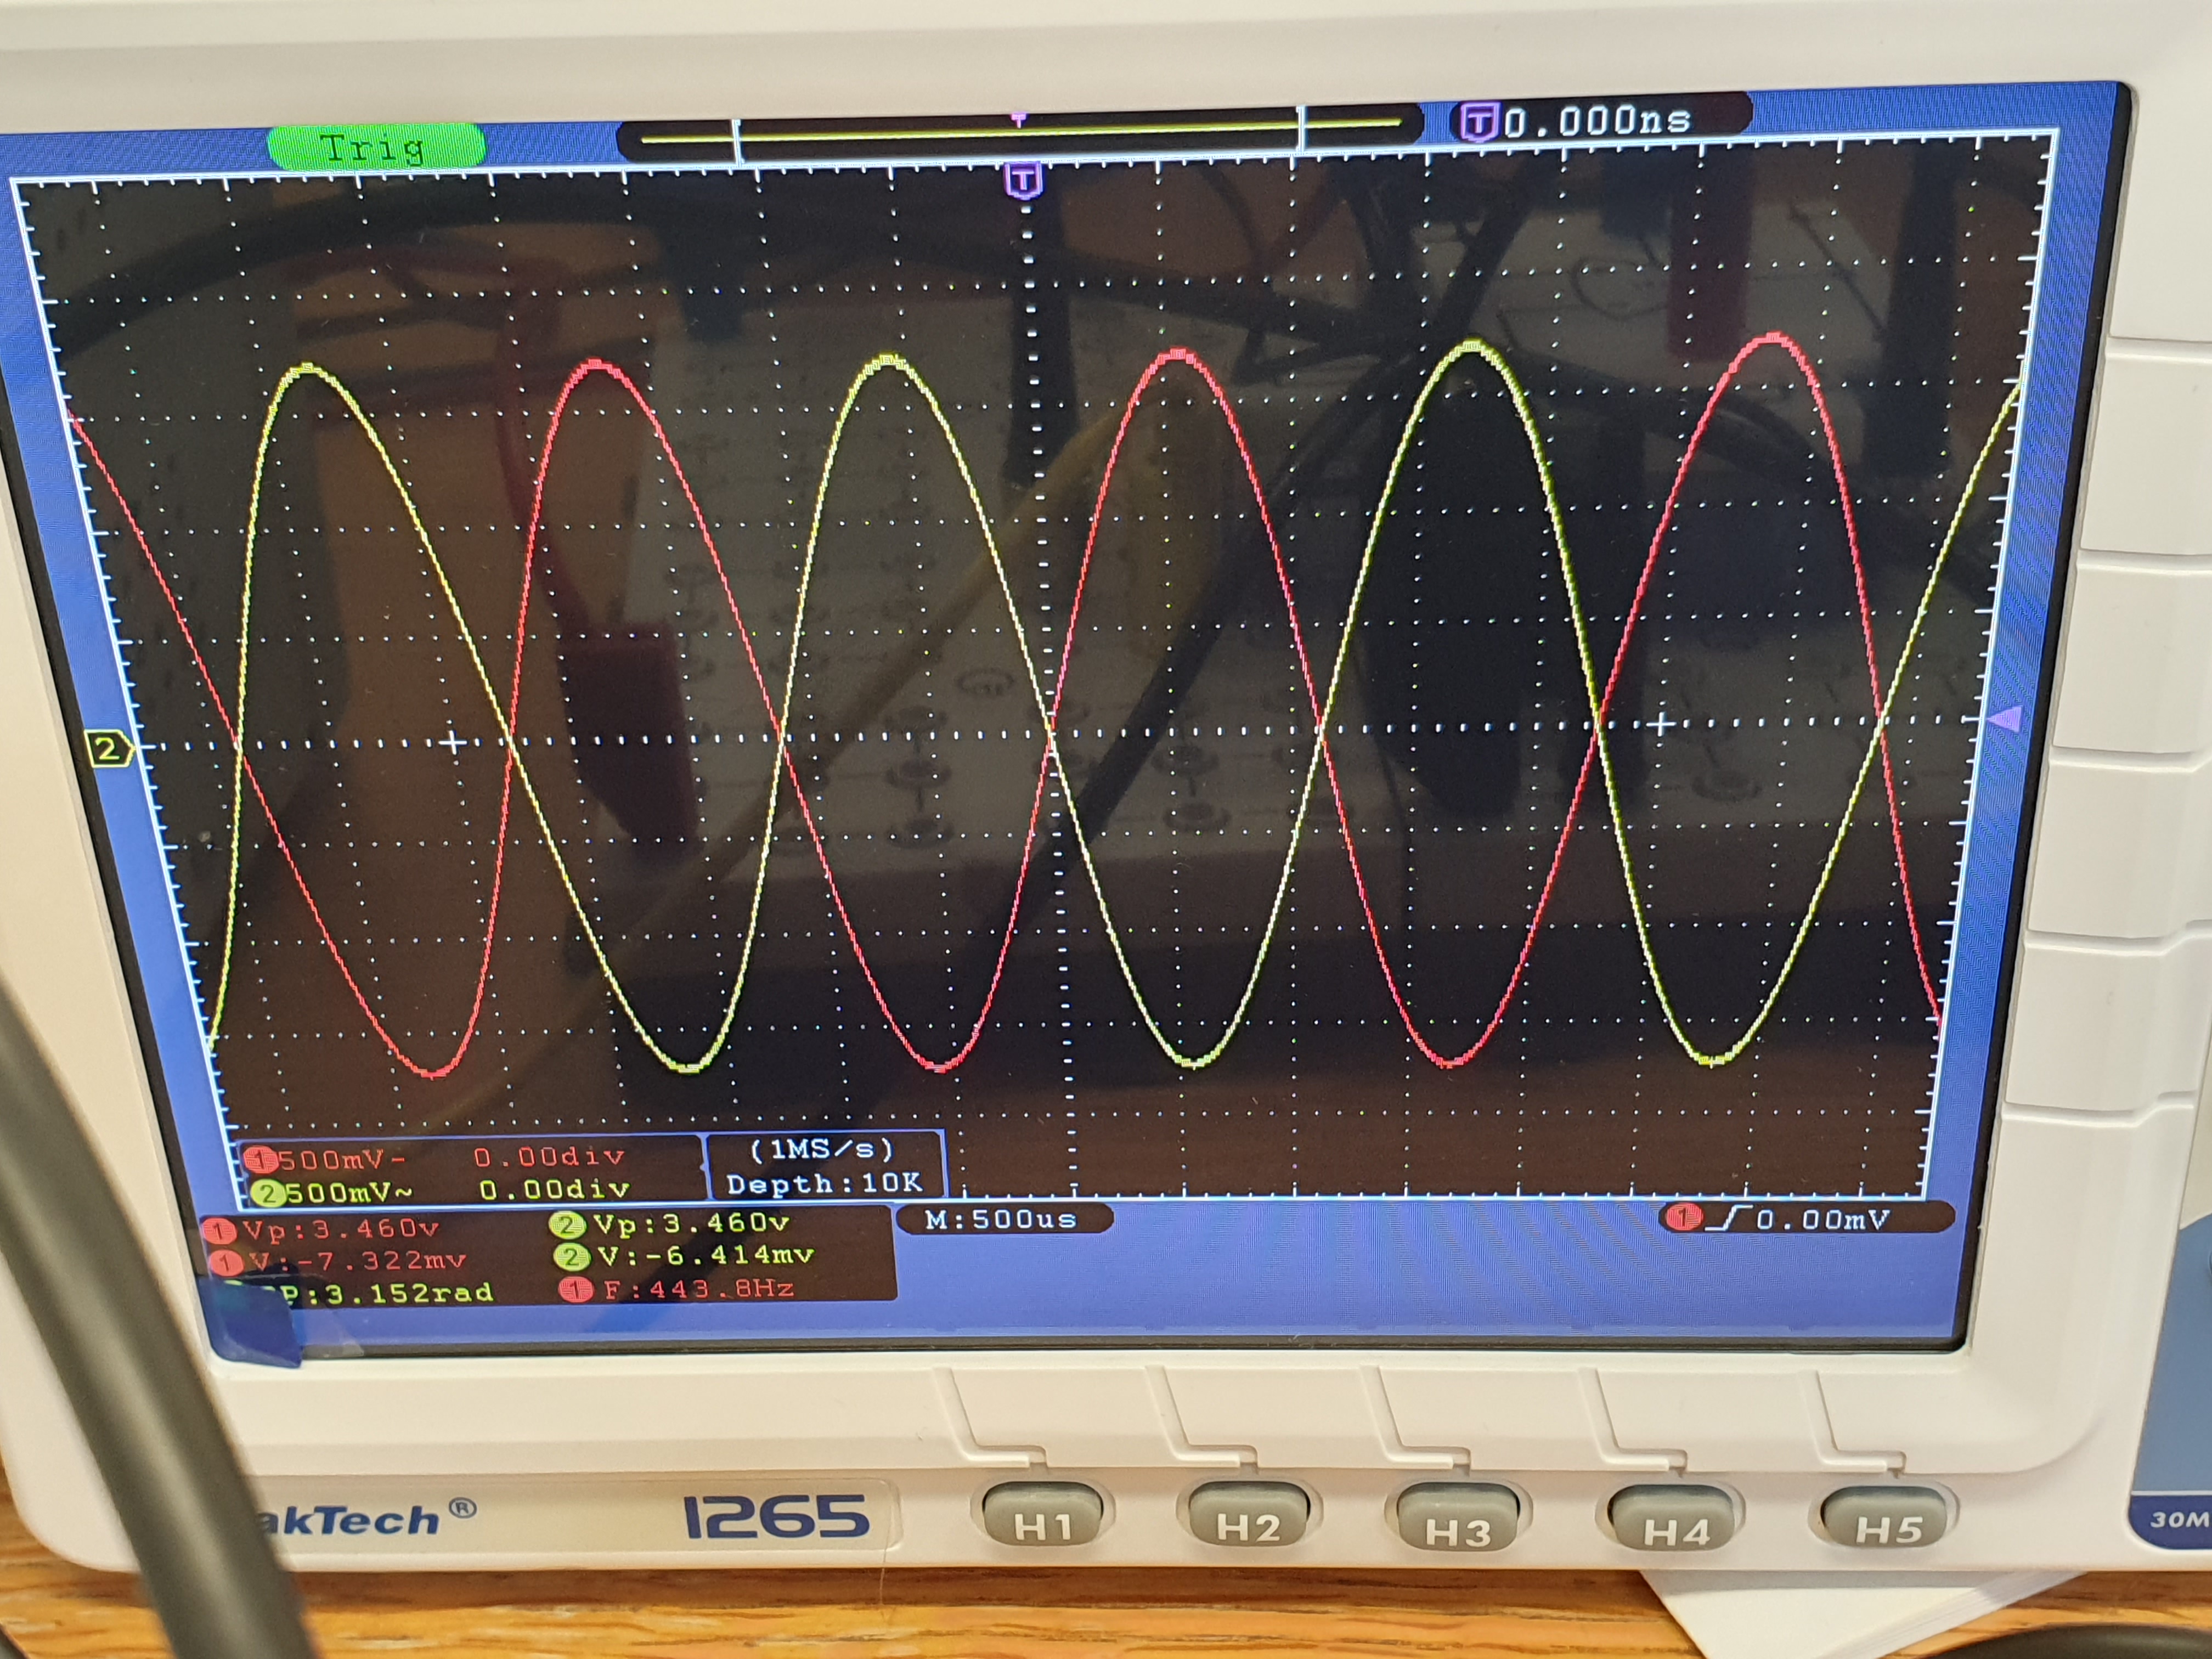 Trig
T 0.000ns
T
2
1 500mV- 0.00div
2 500mV~ 0.00div
(1MS/s)
Depth:10K
1 Vp:3.460v 2 Vp:3.460v
1 V:-7.322mv 2 V:-6.414mv
P:3.152rad 1 F:443.8Hz
M:500us
1 0.00mV
akTech® 1265
H1 H2 H3 H4 H5
30M